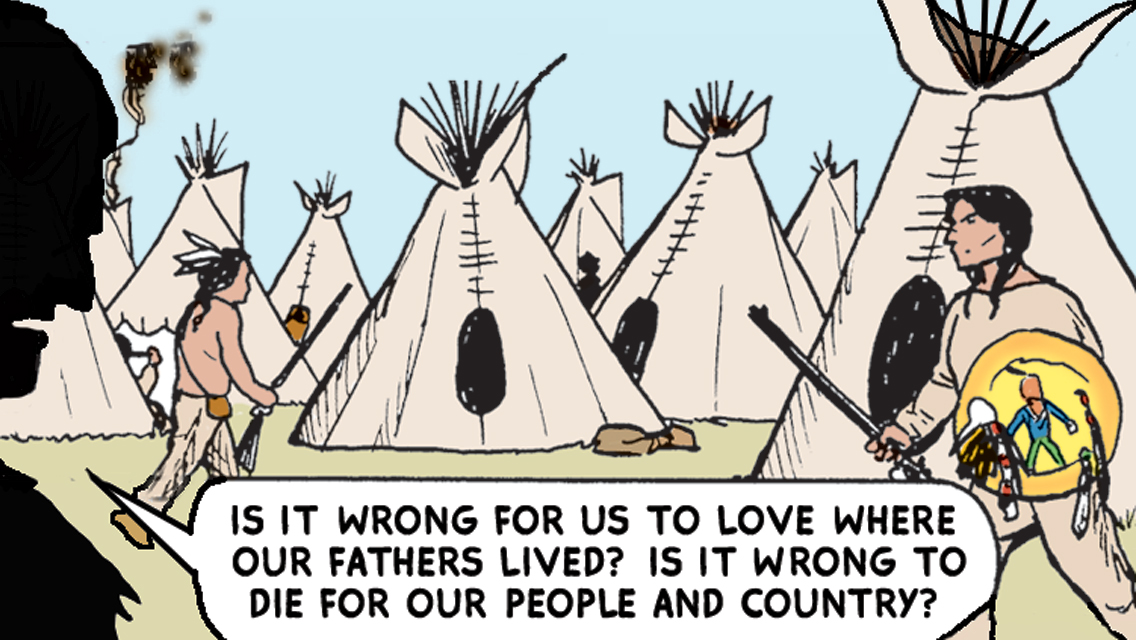 IS IT WRONG FOR US TO LOVE WHERE
OUR FATHERS LIVED? IS IT WRONG TO
DIE FOR OUR PEOPLE AND COUNTRY?